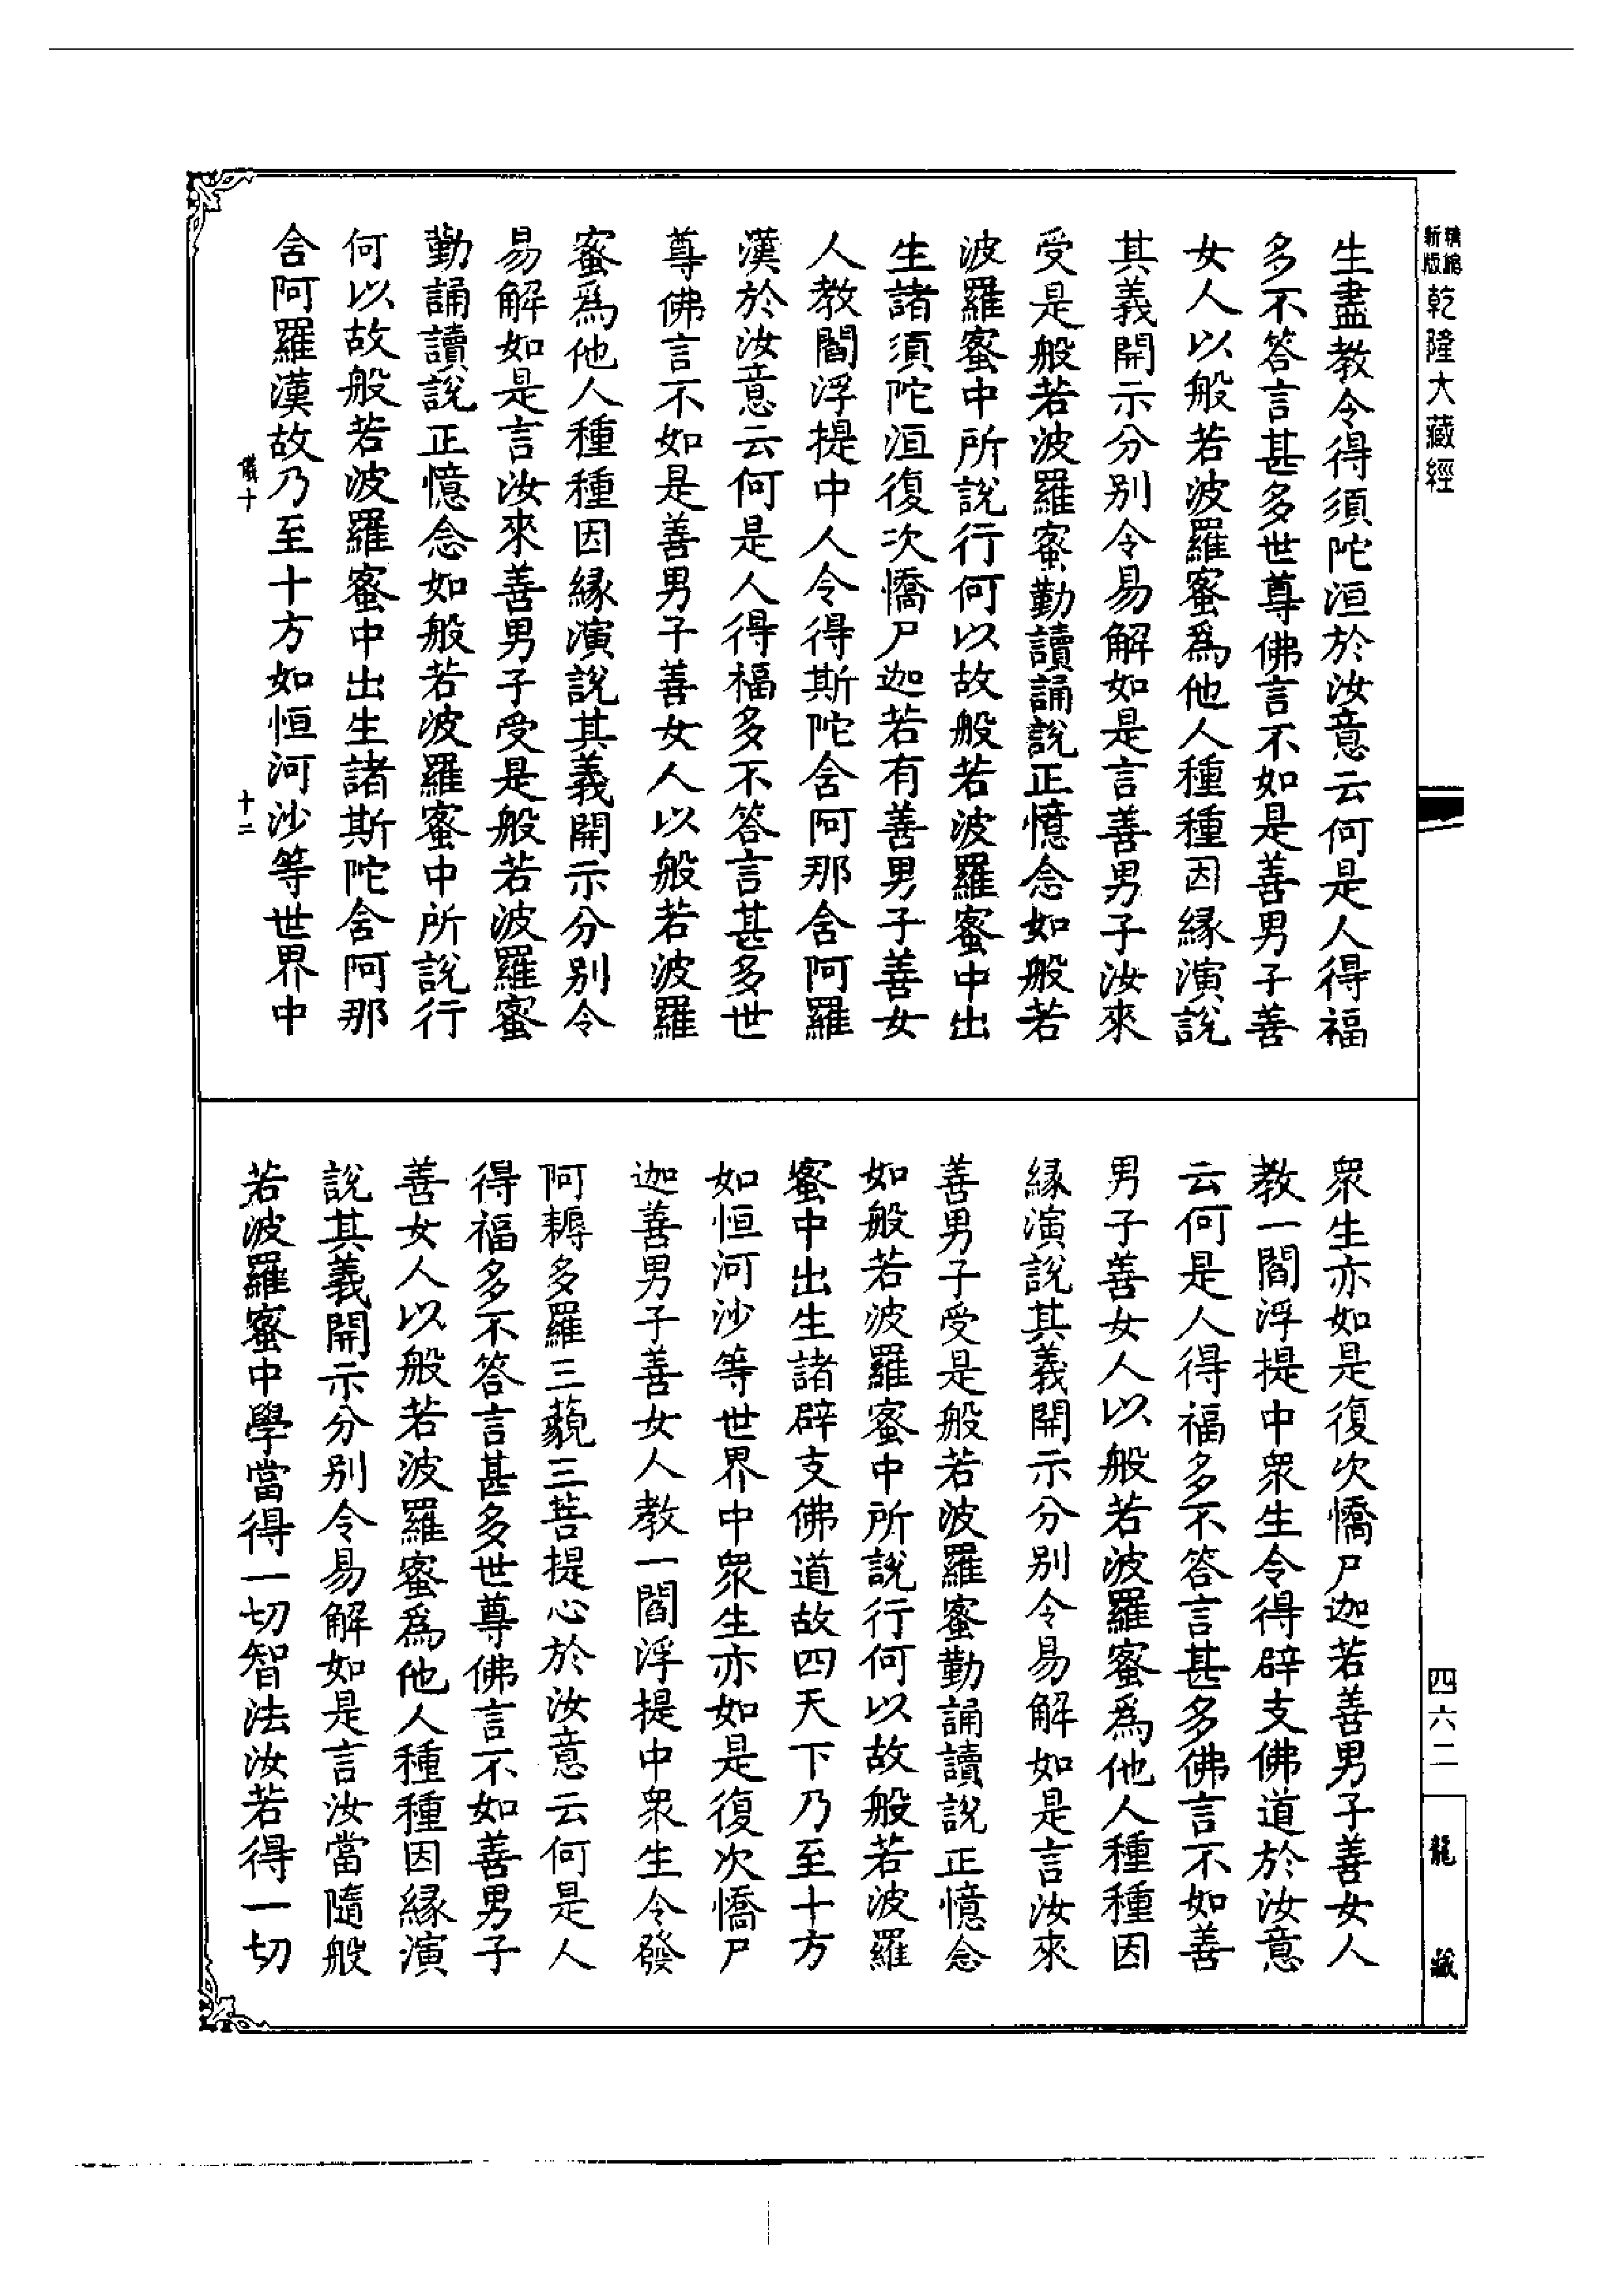 精縮新版乾隆大藏經
生盡教令得須陀洹於汝意云何是人得福
多不答言甚多世尊佛言不如是善男子善
女人以般若波羅蜜爲他人種種因緣演說
其義開示分別令易解如是言善男子汝來
受是般若波羅蜜勤讀誦說正憶念如般若
波羅蜜中所說行何以故般若波羅蜜中出
生諸須陀洹復次憍尸迦若有善男子善女
人教閻浮提中人令得斯陀含阿那含阿羅
漢於汝意云何是人得福多不答言甚多世
尊佛言不如是善男子善女人以般若波羅
蜜爲他人種種因緣演說其義開示分別令
易解如是言汝來善男子受是般若波羅蜜
勤誦讀說正憶念如般若波羅蜜中所說行
何以故般若波羅蜜中出生諸斯陀含阿那
含阿羅漢故乃至十方如恒河沙等世界中
儀十
十二
衆生亦如是復次憍尸迦若善男子善女人
教一閻浮提中衆生令得辟支佛道於汝意
云何是人得福多不答言甚多佛言不如善
男子善女人以般若波羅蜜爲他人種種因
緣演說其義開示分別令易解如是言汝來
善男子受是般若波羅蜜勤誦讀說正憶念
如般若波羅蜜中所說行何以故般若波羅
蜜中出生諸辟支佛道故四天下乃至十方
如恒河沙等世界中衆生亦如是復次憍尸
迦善男子善女人教一閻浮提中衆生令發
阿耨多羅三藐三菩提心於汝意云何是人
得福多不答言甚多世尊佛言不如善男子
善女人以般若波羅蜜爲他人種種因緣演
說其義開示分別令易解如是言汝當隨般
若波羅蜜中學當得一切智法汝若得一切
四六二
龍藏